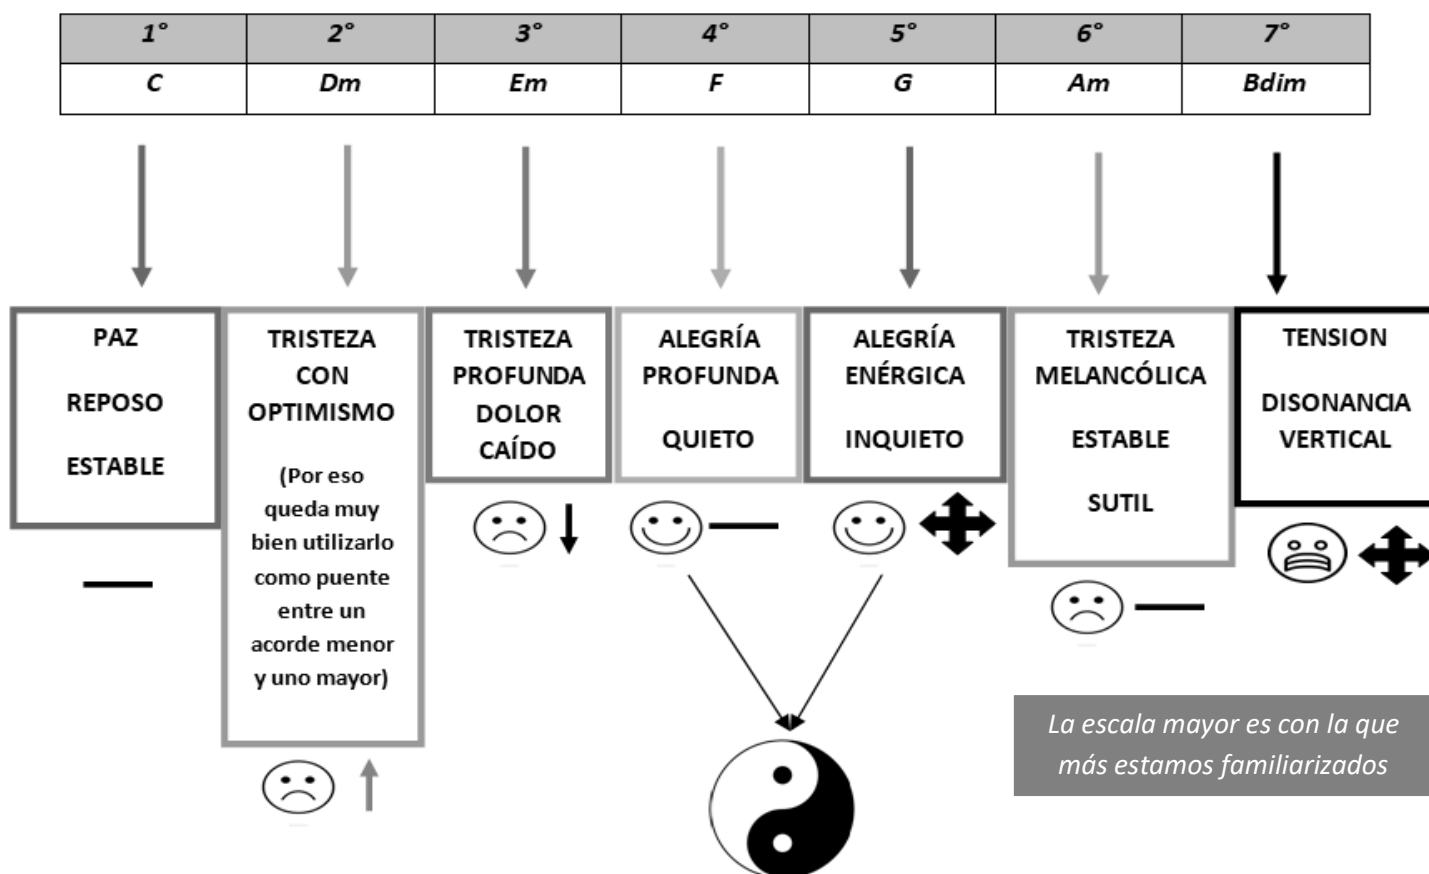 1° 2° 3° 4° 5° 6° 7°
C Dm Em F G Am Bdim
PAZ
REPOSO
ESTABLE
TRISTEZA
CON
OPTIMISMO
(Por eso
queda muy
bien utilizarlo
como puente
entre un
acorde menor
y uno mayor)
TRISTEZA
PROFUNDA
DOLOR
CAÍDO
ALEGRÍA
PROFUNDA
QUIETO
ALEGRÍA
ENÉRGICA
INQUIETO
TRISTEZA
MELANCÓLICA
ESTABLE
SUTIL
TENSION
DISONANCIA
VERTICAL
La escala mayor es con la que
más estamos familiarizados